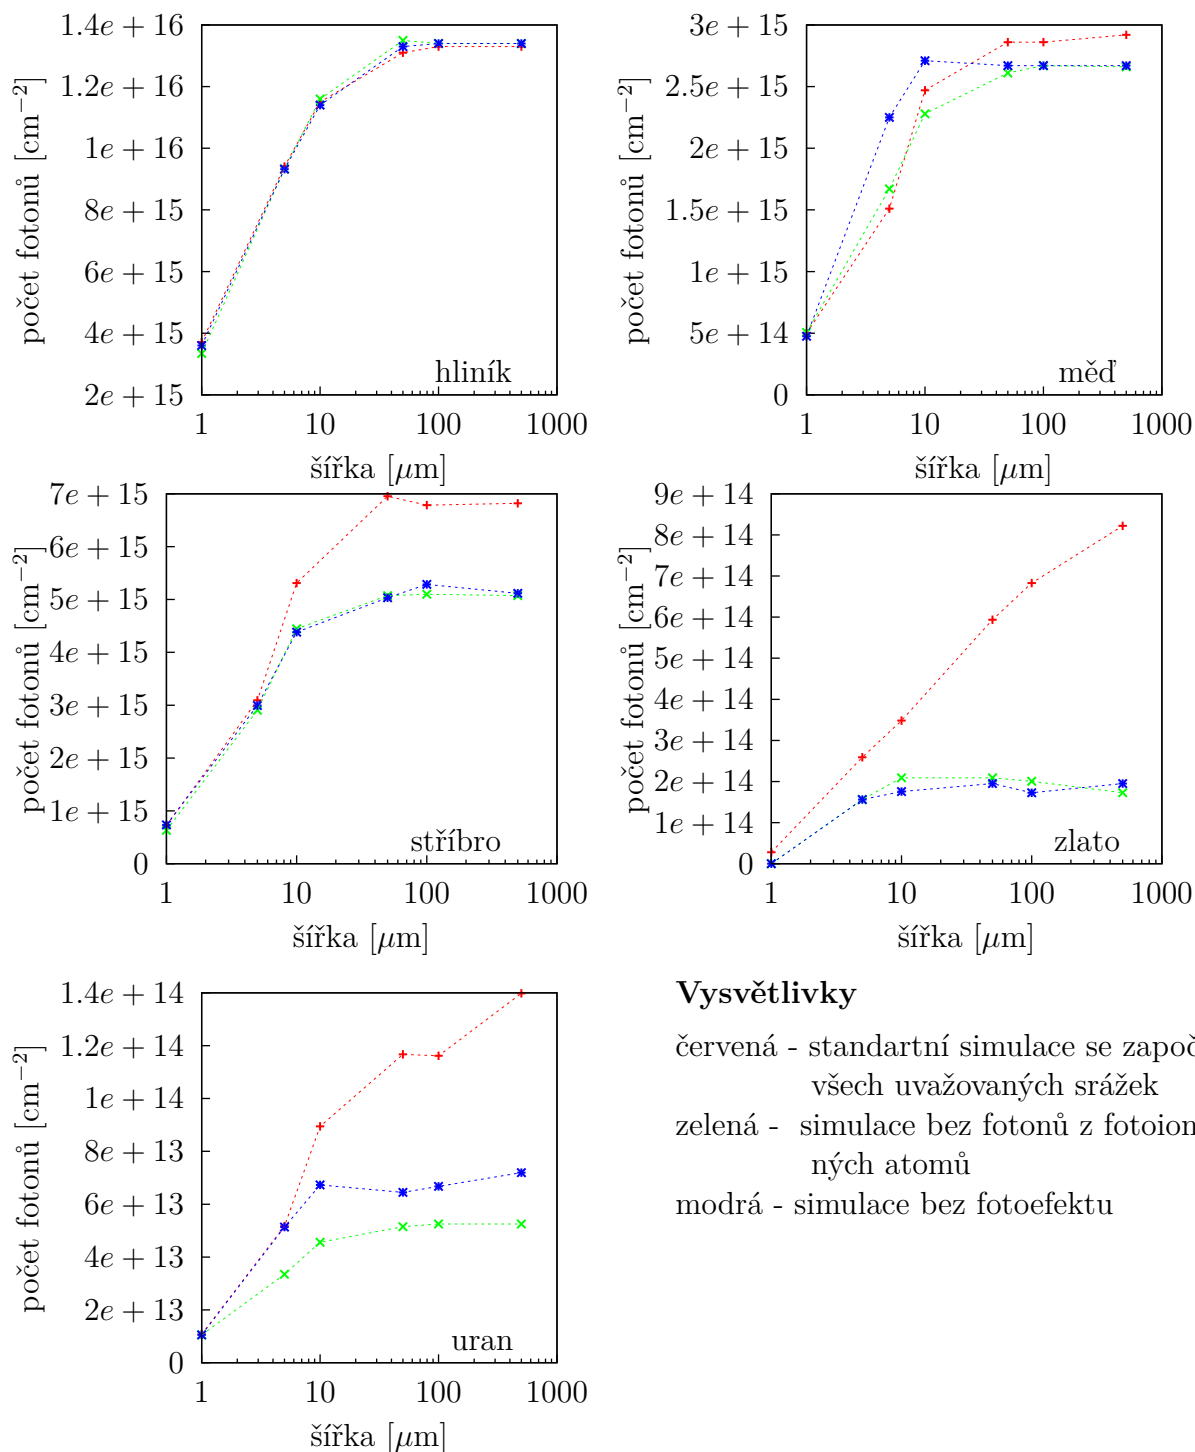 1.4e + 16
1.2e + 16
1e + 16
8e + 15
6e + 15
4e + 15
2e + 15
počet fotonů [cm−2]
hliník
1 10 100 1000
šířka [μm]
3e + 15
2.5e + 15
2e + 15
1.5e + 15
1e + 15
5e + 14
0
počet fotonů [cm−2]
měď
1 10 100 1000
šířka [μm]
7e + 15
6e + 15
5e + 15
4e + 15
3e + 15
2e + 15
1e + 15
0
počet fotonů [cm−2]
stříbro
1 10 100 1000
šířka [μm]
9e + 14
8e + 14
7e + 14
6e + 14
5e + 14
4e + 14
3e + 14
2e + 14
1e + 14
0
počet fotonů [cm−2]
zlato
1 10 100 1000
šířka [μm]
1.4e + 14
1.2e + 14
1e + 14
8e + 13
6e + 13
4e + 13
2e + 13
0
počet fotonů [cm−2]
uran
1 10 100 1000
šířka [μm]
Vysvětlivky
červená - standartní simulace se započ
všech uvažovaných srážek
zelená - simulace bez fotonů z fotoion
ných atomů
modrá - simulace bez fotoefektu